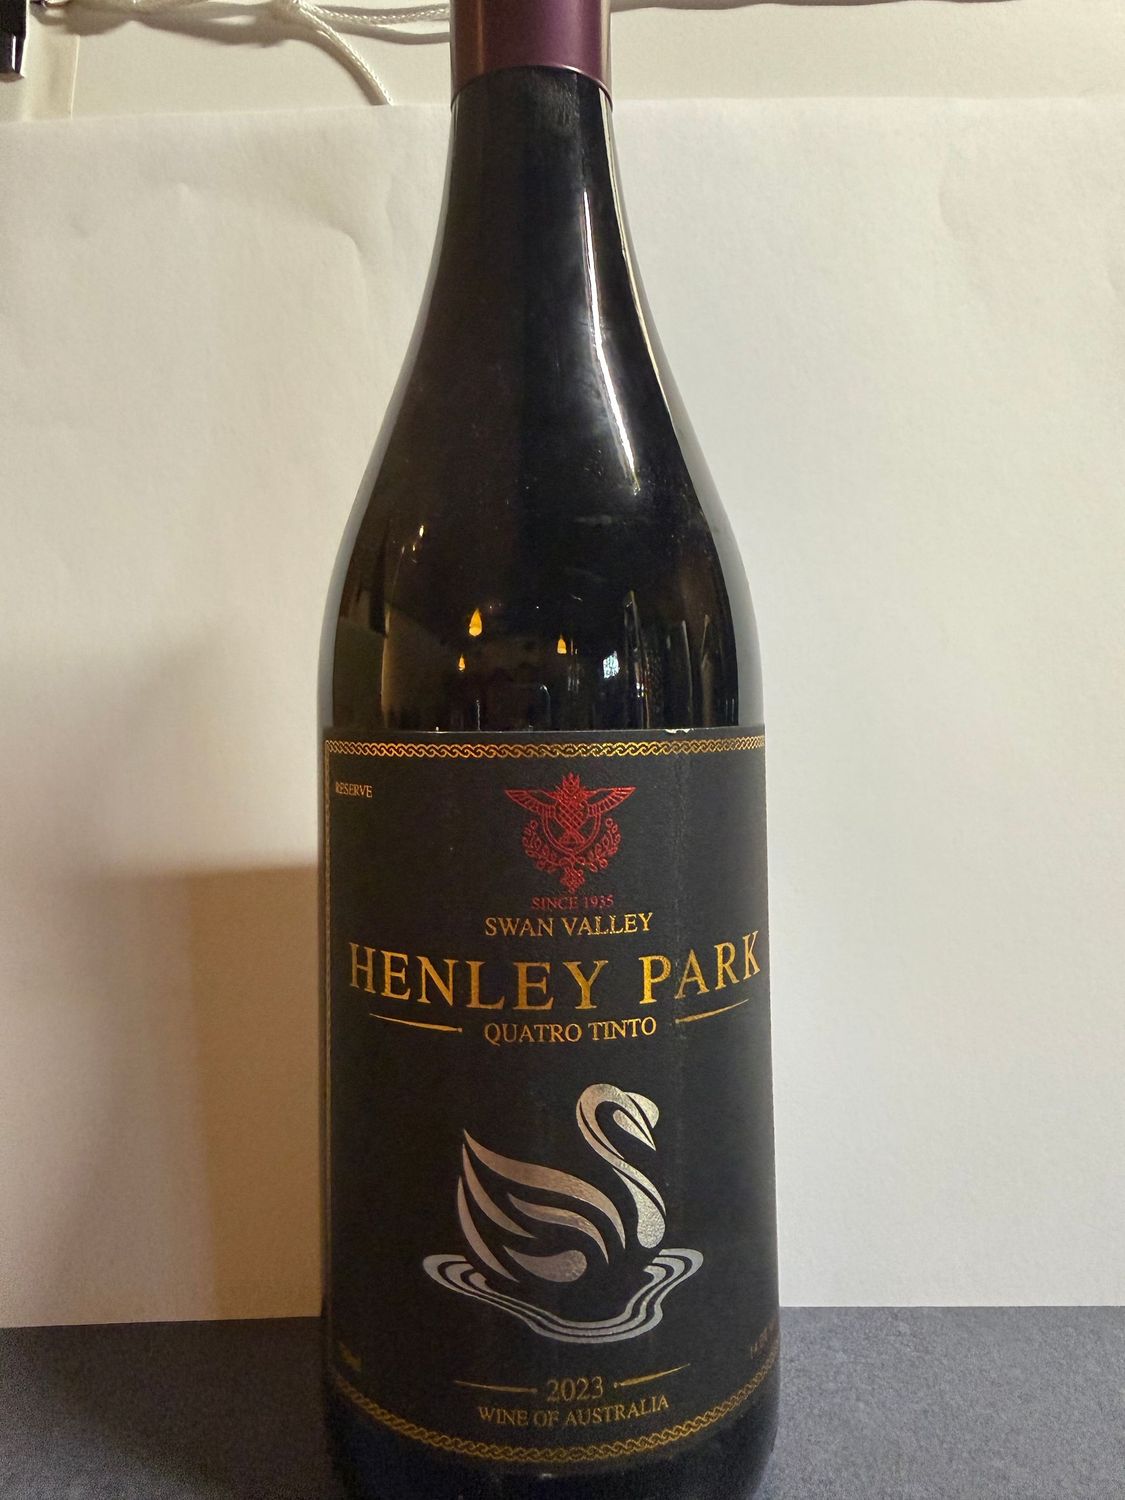 RESERVE
SINCE 1935
SWAN VALLEY
HENLEY PARK
QUATRO TINTO
2023
WINE OF AUSTRALIA